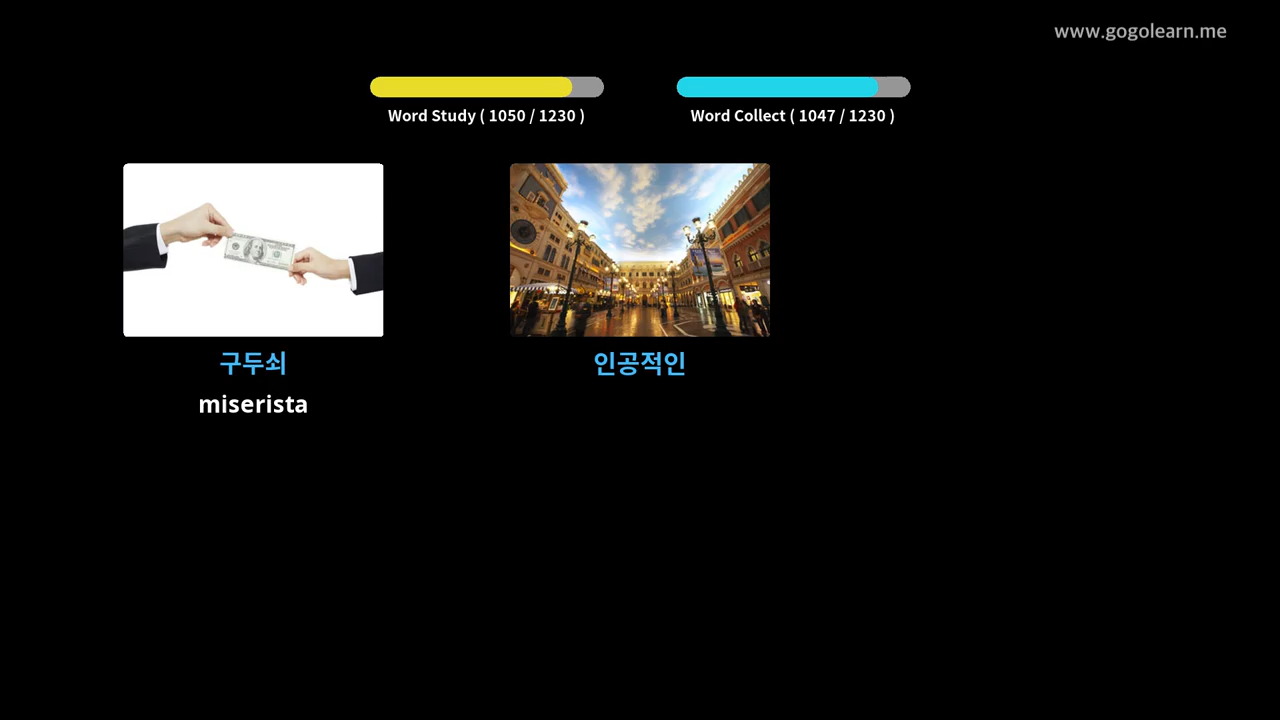 www.gogolearn.me
Word Study ( 1050 / 1230 )
Word Collect ( 1047 / 1230 )
구두쇠
miserista
인공적인